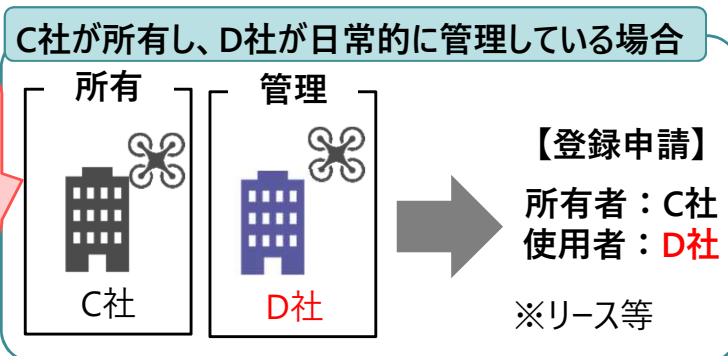 C社が所有し、D社が日常的に管理している場合
所有
管理
C社
D社
【登録申請】
所有者：C社
使用者：D社
※リース等